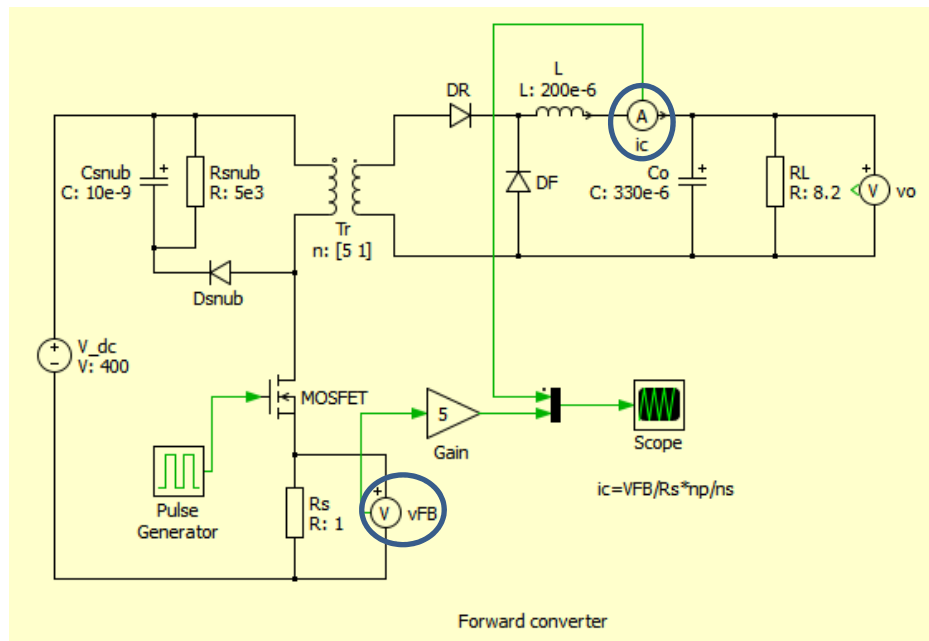 L
L: 200e-6
DR
A
ic
Csnub
C: 10e-9
+
Rsnub
R: 5e3
Tr
n: [5 1]
DF
Co
C: 330e-6
+
RL
R: 8.2
+
V
vo
Dsnub
+
V_dc
V: 400
MOSFET
5
Gain
Scope
Pulse
Generator
Rs
R: 1
+
V
vFB
ic=VFB/Rs*np/ns
Forward converter